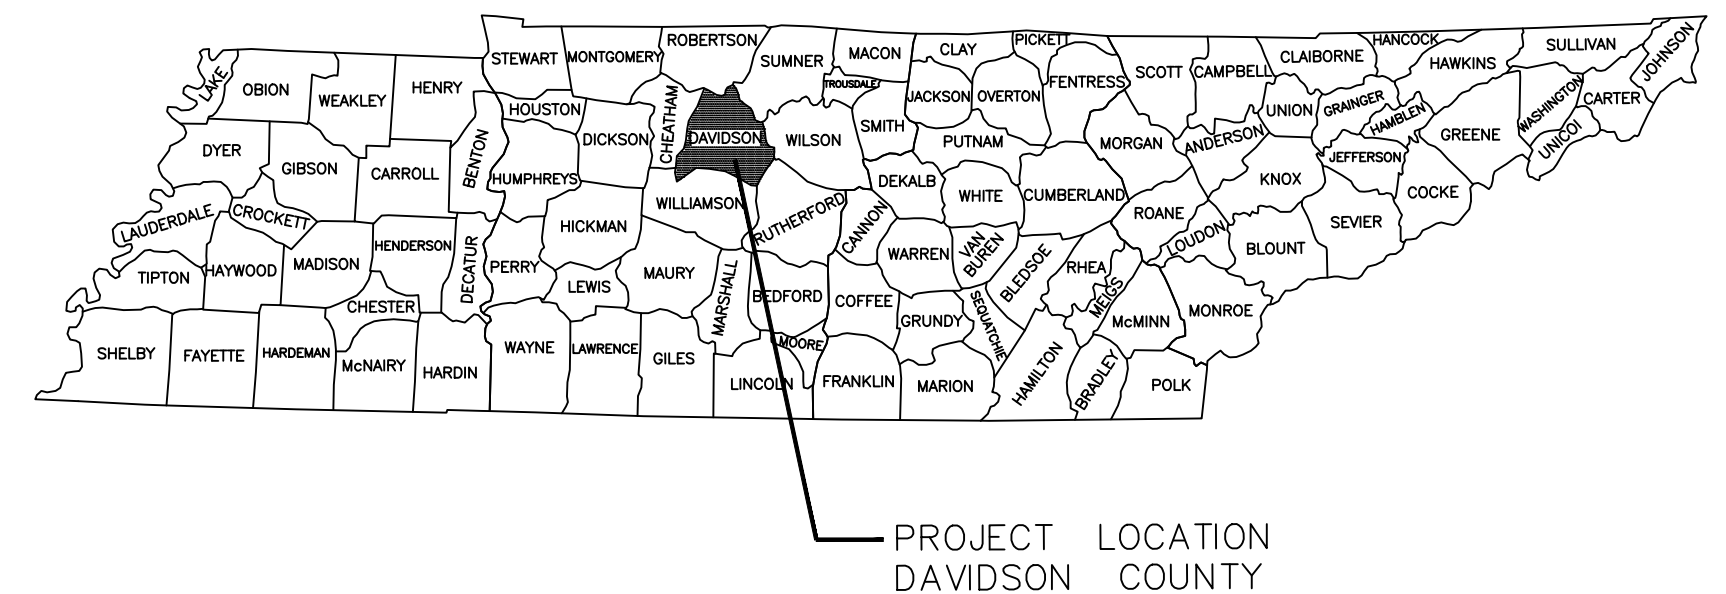 HANCOCK
PICKETT
ROBERTSON
SULLIVAN
JOHNSON
CLAY
MACON
STEWART
MONTGOMERY
CLAIBORNE
SUMNER
HAWKINS
LAKE
OBION
HENRY
WEAKLEY
SCOTT
CAMPBELL
FENTRESS
TROUSDALE
JACKSON
OVERTON
CARTER
WASHINGTON
GRAINGER
UNION
HOUSTON
CHEATHAM
HAMBLEN
SMITH
DICKSON
DAVIDSON
WILSON
PUTNAM
MORGAN
ANDERSON
GREENE
UNICOI
DYER
BENTON
JEFFERSON
GIBSON
CARROLL
HUMPHREYS
DEKALB
KNOX
WHITE
CUMBERLAND
COCKE
WILLIAMSON
LAUDERDALE
CROCKETT
RUTHERFORD
CANNON
ROANE
SEVIER
HICKMAN
LOUDON
HENDERSON
BLOUNT
WARREN
VAN
BUREN
TIPTON
HAYWOOD
MADISON
DECATUR
PERRY
MAURY
BLEDSOE
RHEA
LEWIS
MARSHALL
BEDFORD
COFFEE
MEIGS
CHESTER
SEQUATCHIE
MONROE
GRUNDY
McMINN
SHELBY
FAYETTE
HARDEMAN
McNAIRY
HARDIN
WAYNE
LAWRENCE
GILES
MOORE
LINCOLN
FRANKLIN
MARION
HAMILTON
BRADLEY
POLK
PROJECT LOCATION
DAVIDSON COUNTY